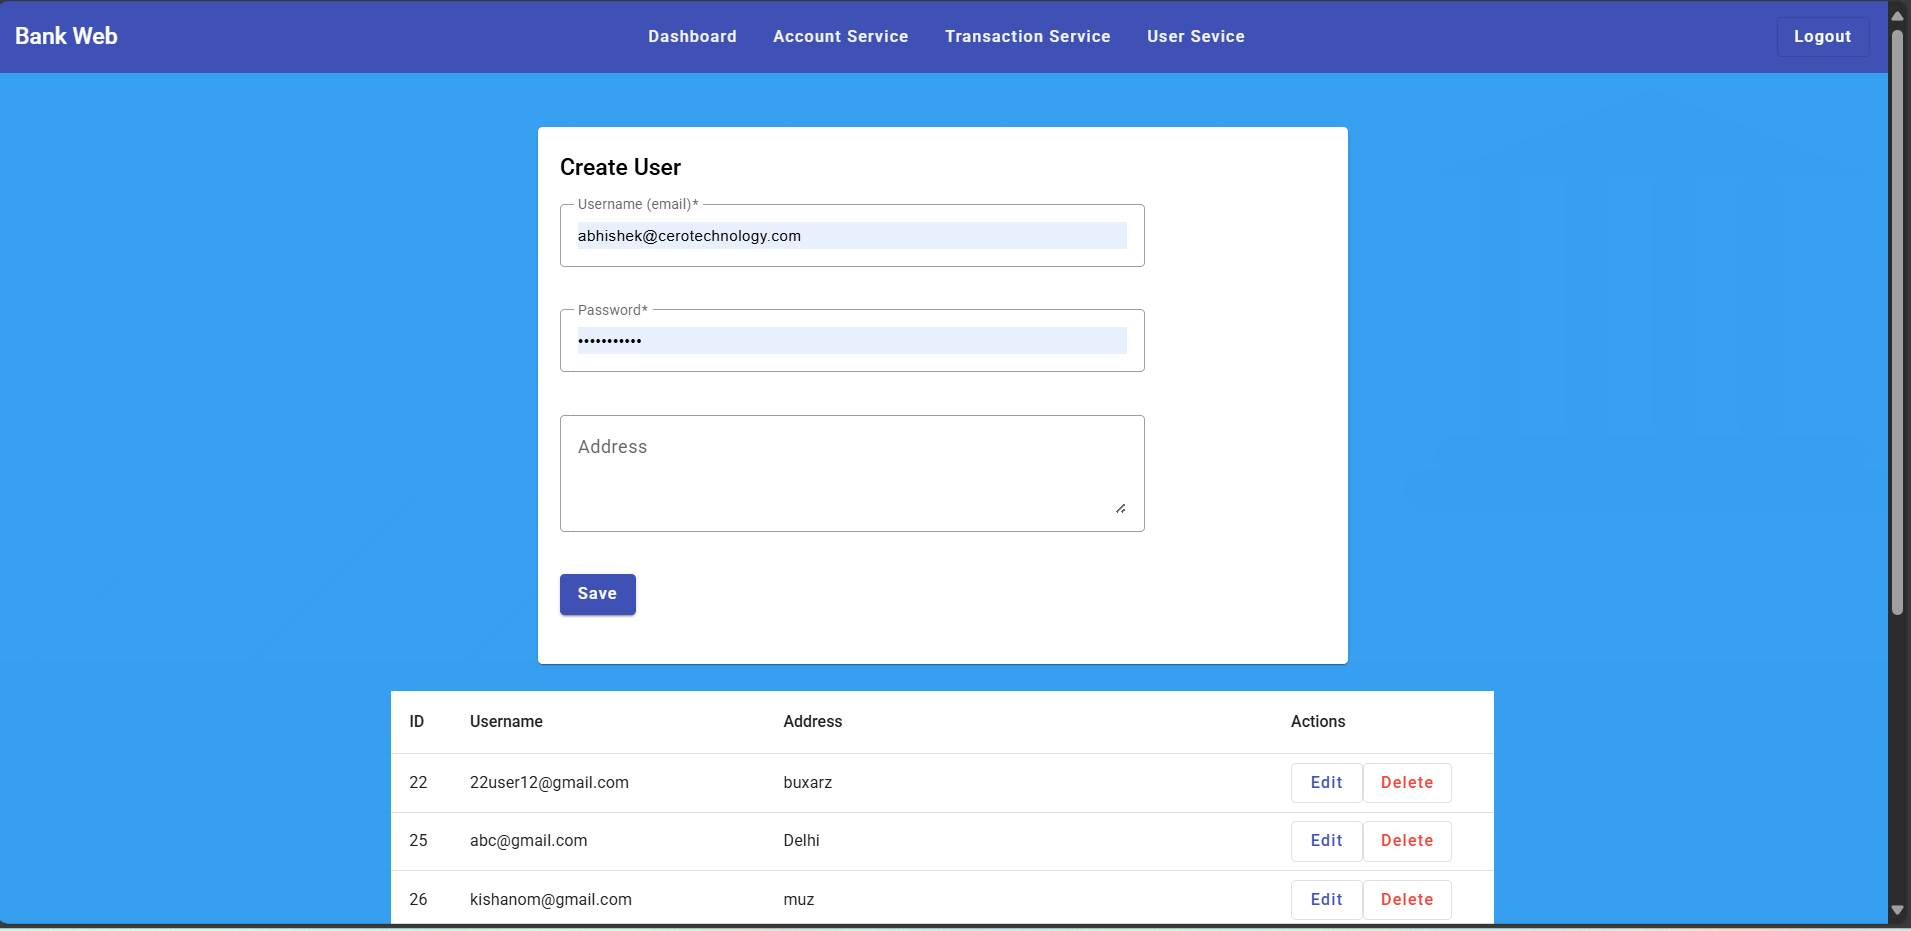 Bank Web Dashboard Account Service Transaction Service User Sevice Logout
Create User
Username (email)*
abhishek@cerotechnology.com
Password*
•••••••••••
Address
Save
ID Username Address Actions
22 22user12@gmail.com buxarz Edit Delete
25 abc@gmail.com Delhi Edit Delete
26 kishanom@gmail.com muz Edit Delete